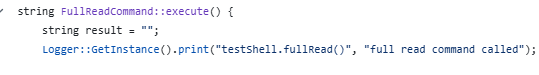 string FullReadCommand::execute() {
string result = "";
Logger::GetInstance().print("testShell.fullRead()", "full read command called");